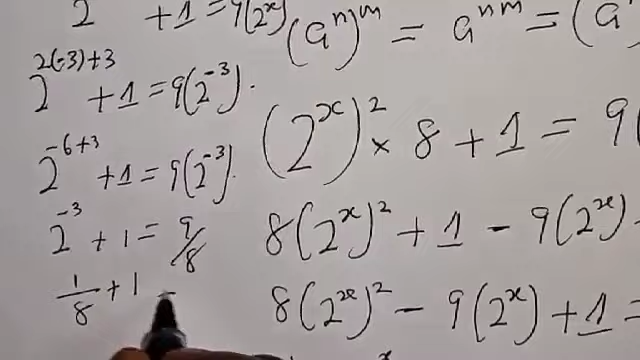 2 + 1 = 9(2^x)
2^{2(-3)+3} + 1 = 9(2^{-3}).
2^{-6+3} + 1 = 9(2^{-3}).
2^{-3} + 1 = 9/8
1/8 + 1 =
(a^n)^m = a^{nm} = (a
(2^x)^2 × 8 + 1 = 9(
8(2^x)^2 + 1 - 9(2^x)
8(2^x)^2 - 9(2^x) + 1 =